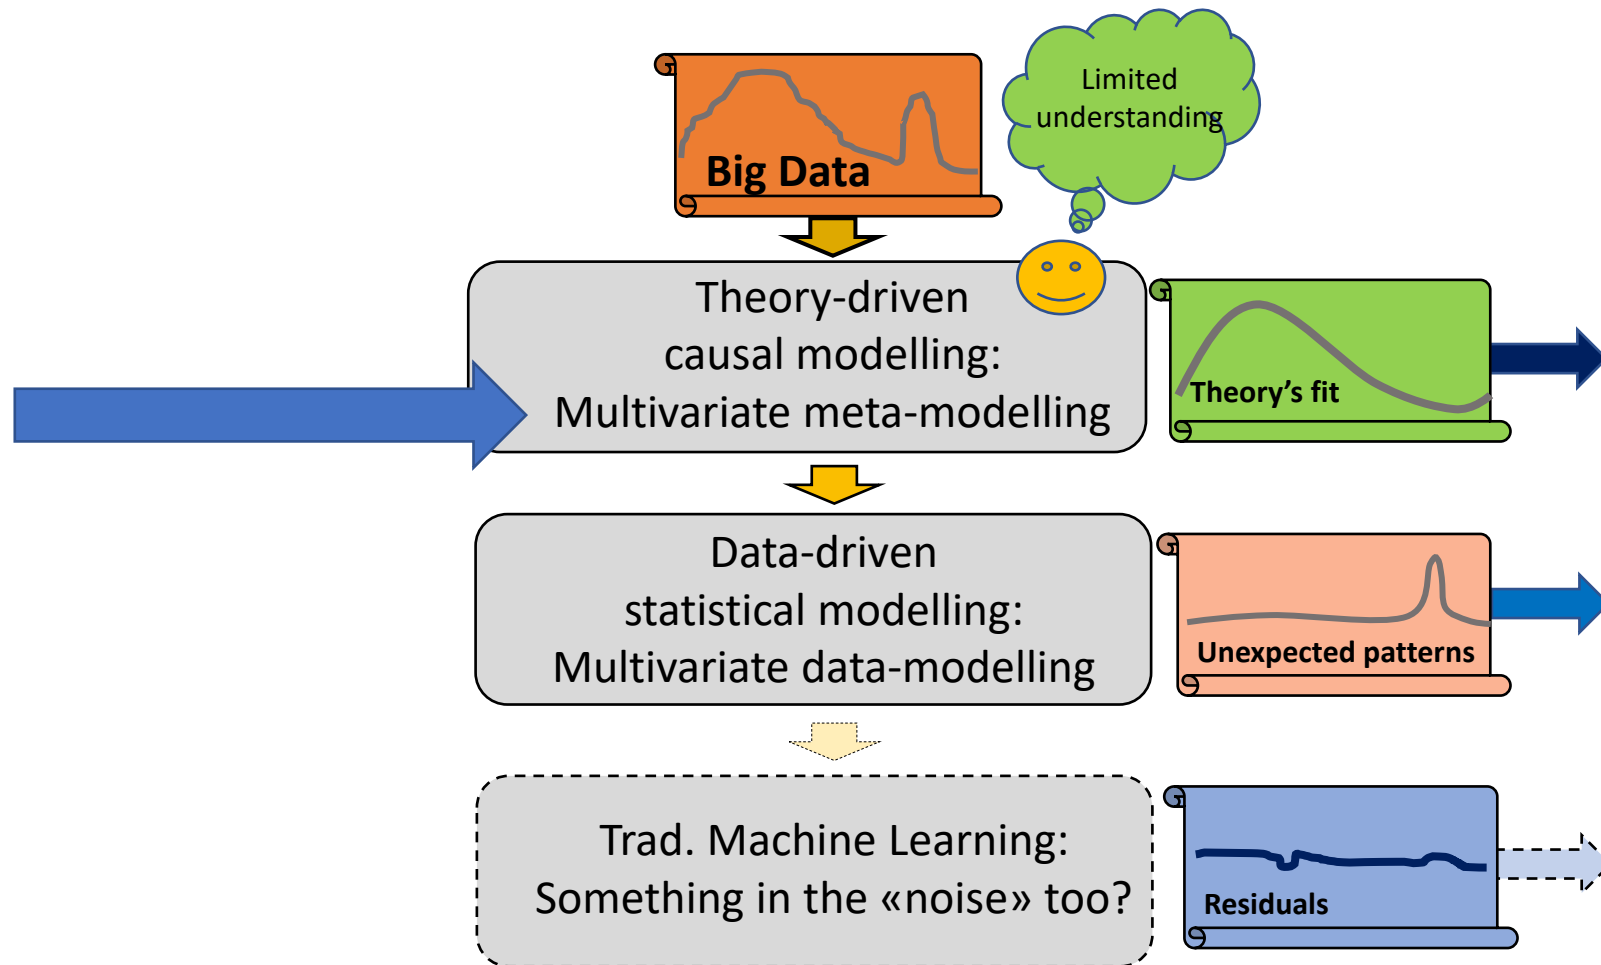 Limited
understanding
Big Data
Theory-driven
causal modelling:
Multivariate meta-modelling
Theory’s fit
Data-driven
statistical modelling:
Multivariate data-modelling
Unexpected patterns
Trad. Machine Learning:
Something in the «noise» too?
Residuals